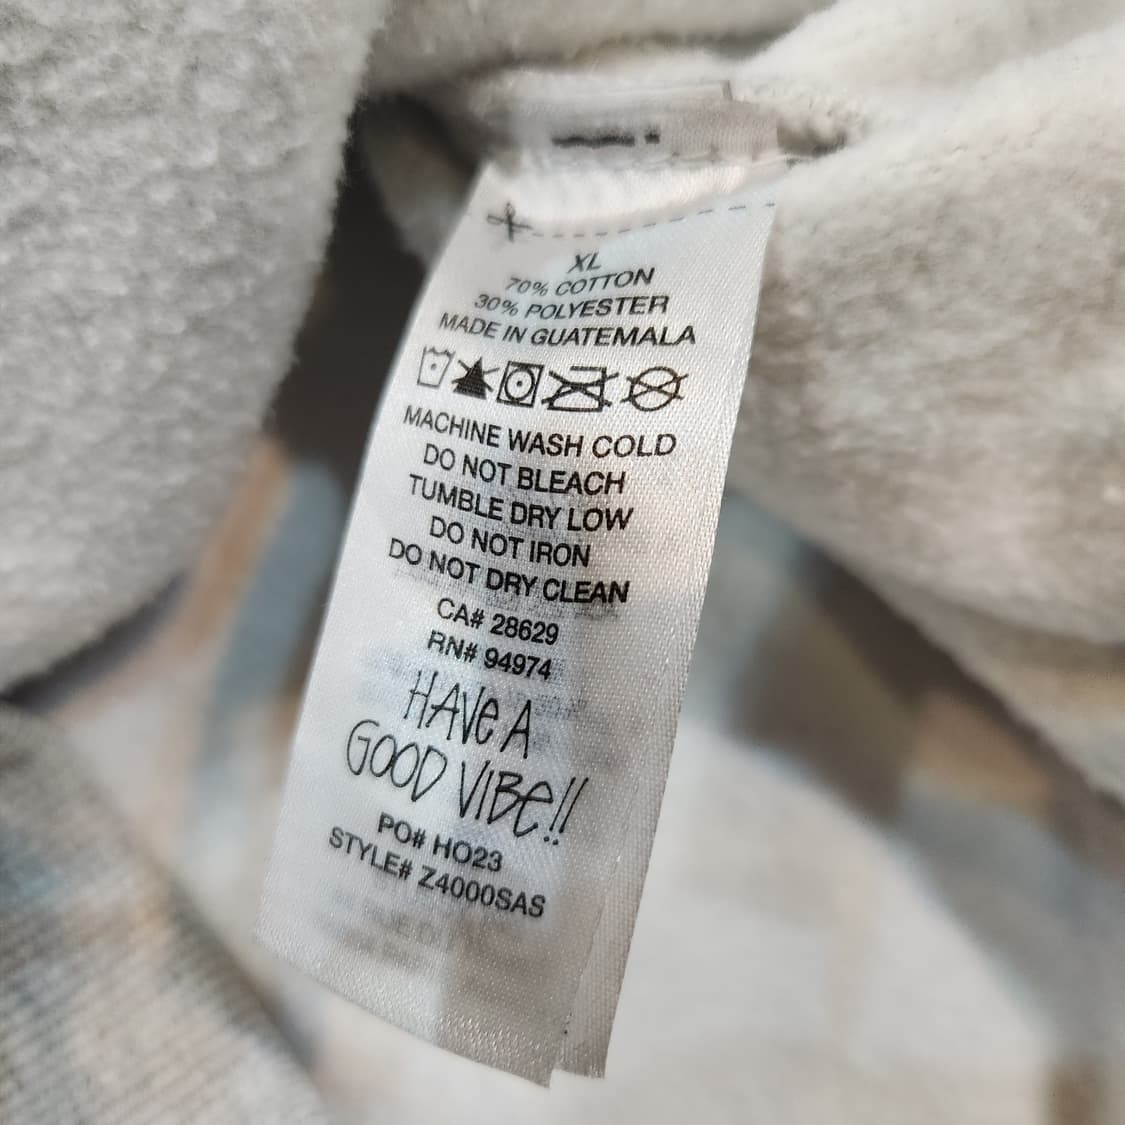 XL
70% COTTON
30% POLYESTER
MADE IN GUATEMALA
MACHINE WASH COLD
DO NOT BLEACH
TUMBLE DRY LOW
DO NOT IRON
DO NOT DRY CLEAN
CA# 28629
RN# 94974
HAVe A
GOOD VIBe!!
PO# HO23
STYLE# Z4000SAS